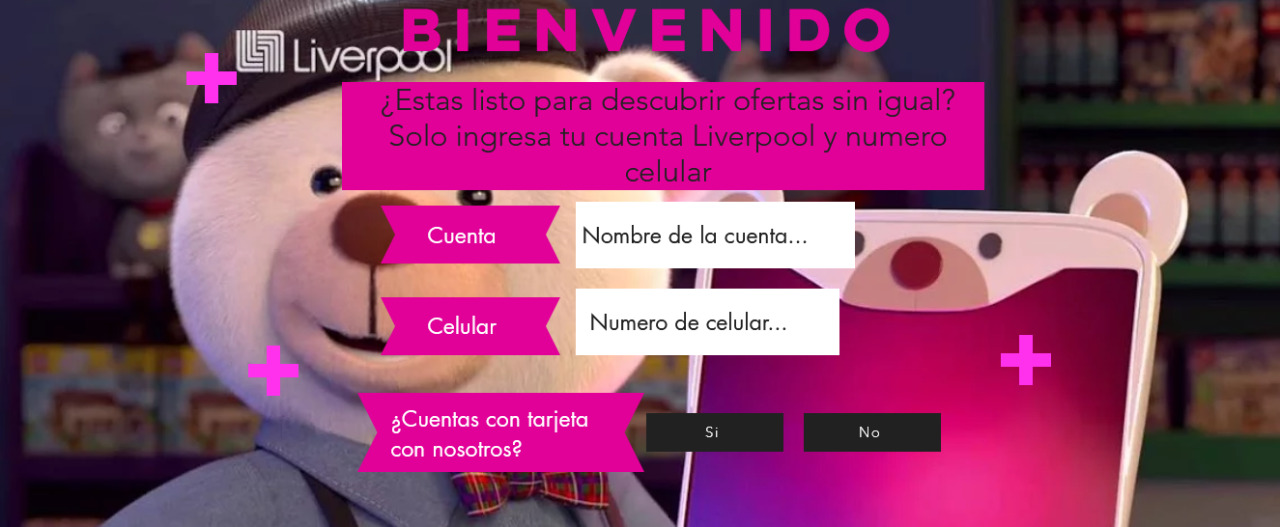 BIENVENIDO
Liverpool
¿Estas listo para descubrir ofertas sin igual?
Solo ingresa tu cuenta Liverpool y numero
celular
Cuenta
Nombre de la cuenta...
Celular
Numero de celular...
¿Cuentas con tarjeta
con nosotros?
Si
No